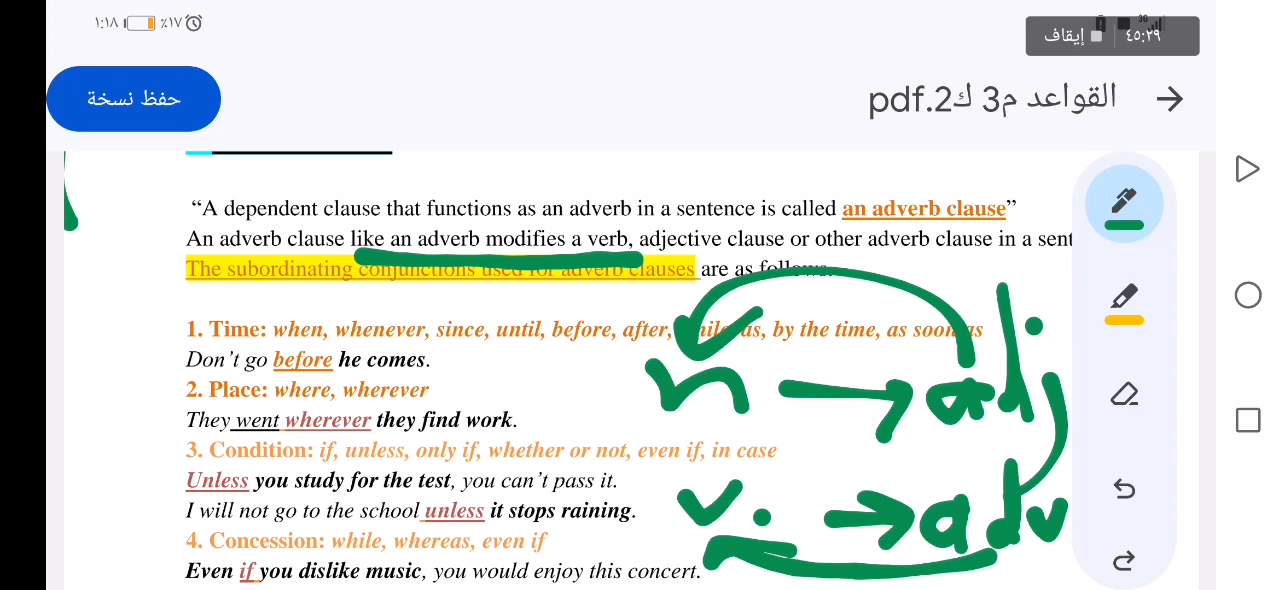 ١:١٨ ٪١٧
3G
إيقاف ٤٥:٢٩
حفظ نسخة
القواعد م3 ك2.pdf
“A dependent clause that functions as an adverb in a sentence is called an adverb clause”
An adverb clause like an adverb modifies a verb, adjective clause or other adverb clause in a sent
The subordinating conjunctions used for adverb clauses are as follows.
1. Time: when, whenever, since, until, before, after, while, as, by the time, as soon as
Don’t go before he comes.
2. Place: where, wherever
They went wherever they find work.
n → adj
3. Condition: if, unless, only if, whether or not, even if, in case
Unless you study for the test, you can’t pass it.
I will not go to the school unless it stops raining.
v. → adv
4. Concession: while, whereas, even if
Even if you dislike music, you would enjoy this concert.